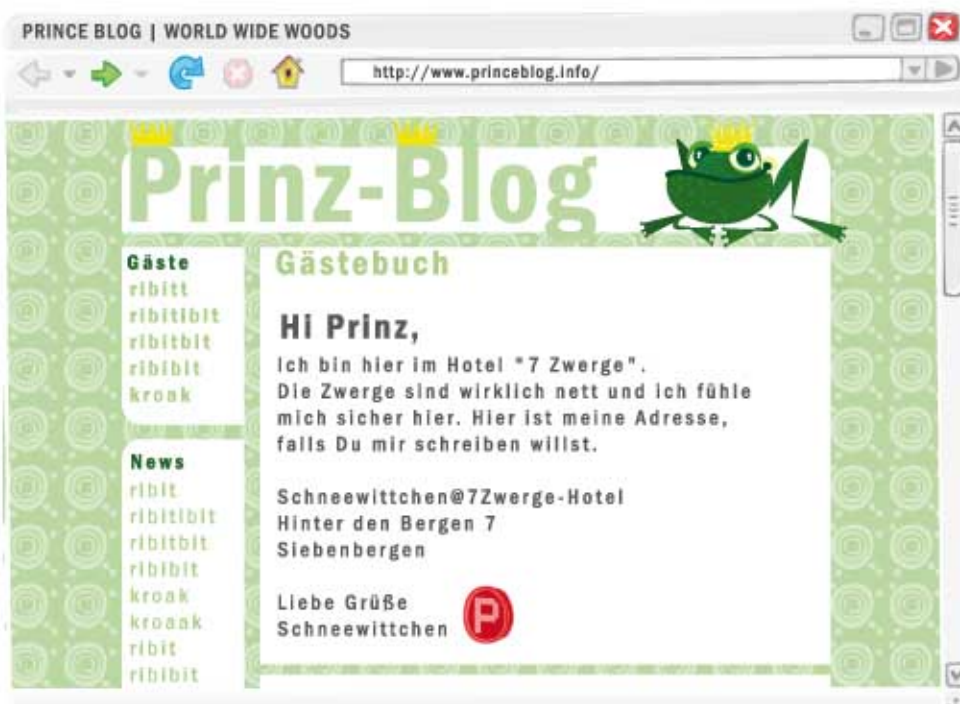 PRINCE BLOG | WORLD WIDE WOODS
http://www.princeblog.info/
Prinz-Blog
Gäste
ribitt
ribitibit
ribitbit
ribibit
kroak
News
ribit
ribitibit
ribitbit
ribibit
kroak
kroaak
ribit
ribibit
Gästebuch
Hi Prinz,
Ich bin hier im Hotel "7 Zwerge".
Die Zwerge sind wirklich nett und ich fühle
mich sicher hier. Hier ist meine Adresse,
falls Du mir schreiben willst.
Schneewittchen@7Zwerge-Hotel
Hinter den Bergen 7
Siebenbergen
Liebe Grüße
Schneewittchen
P